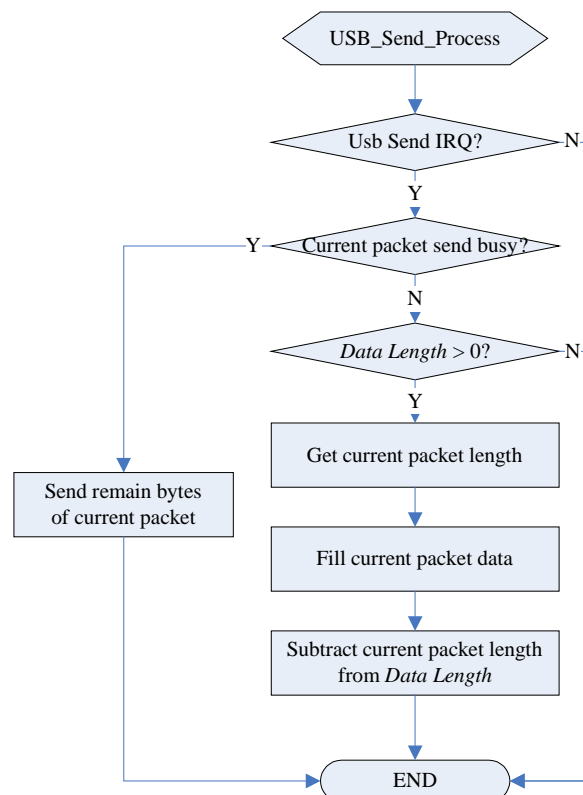 USB_Send_Process
Usb Send IRQ?
N
Y
Current packet send busy?
Y
N
Data Length > 0?
N
Y
Get current packet length
Send remain bytes
of current packet
Fill current packet data
Subtract current packet length
from Data Length
END